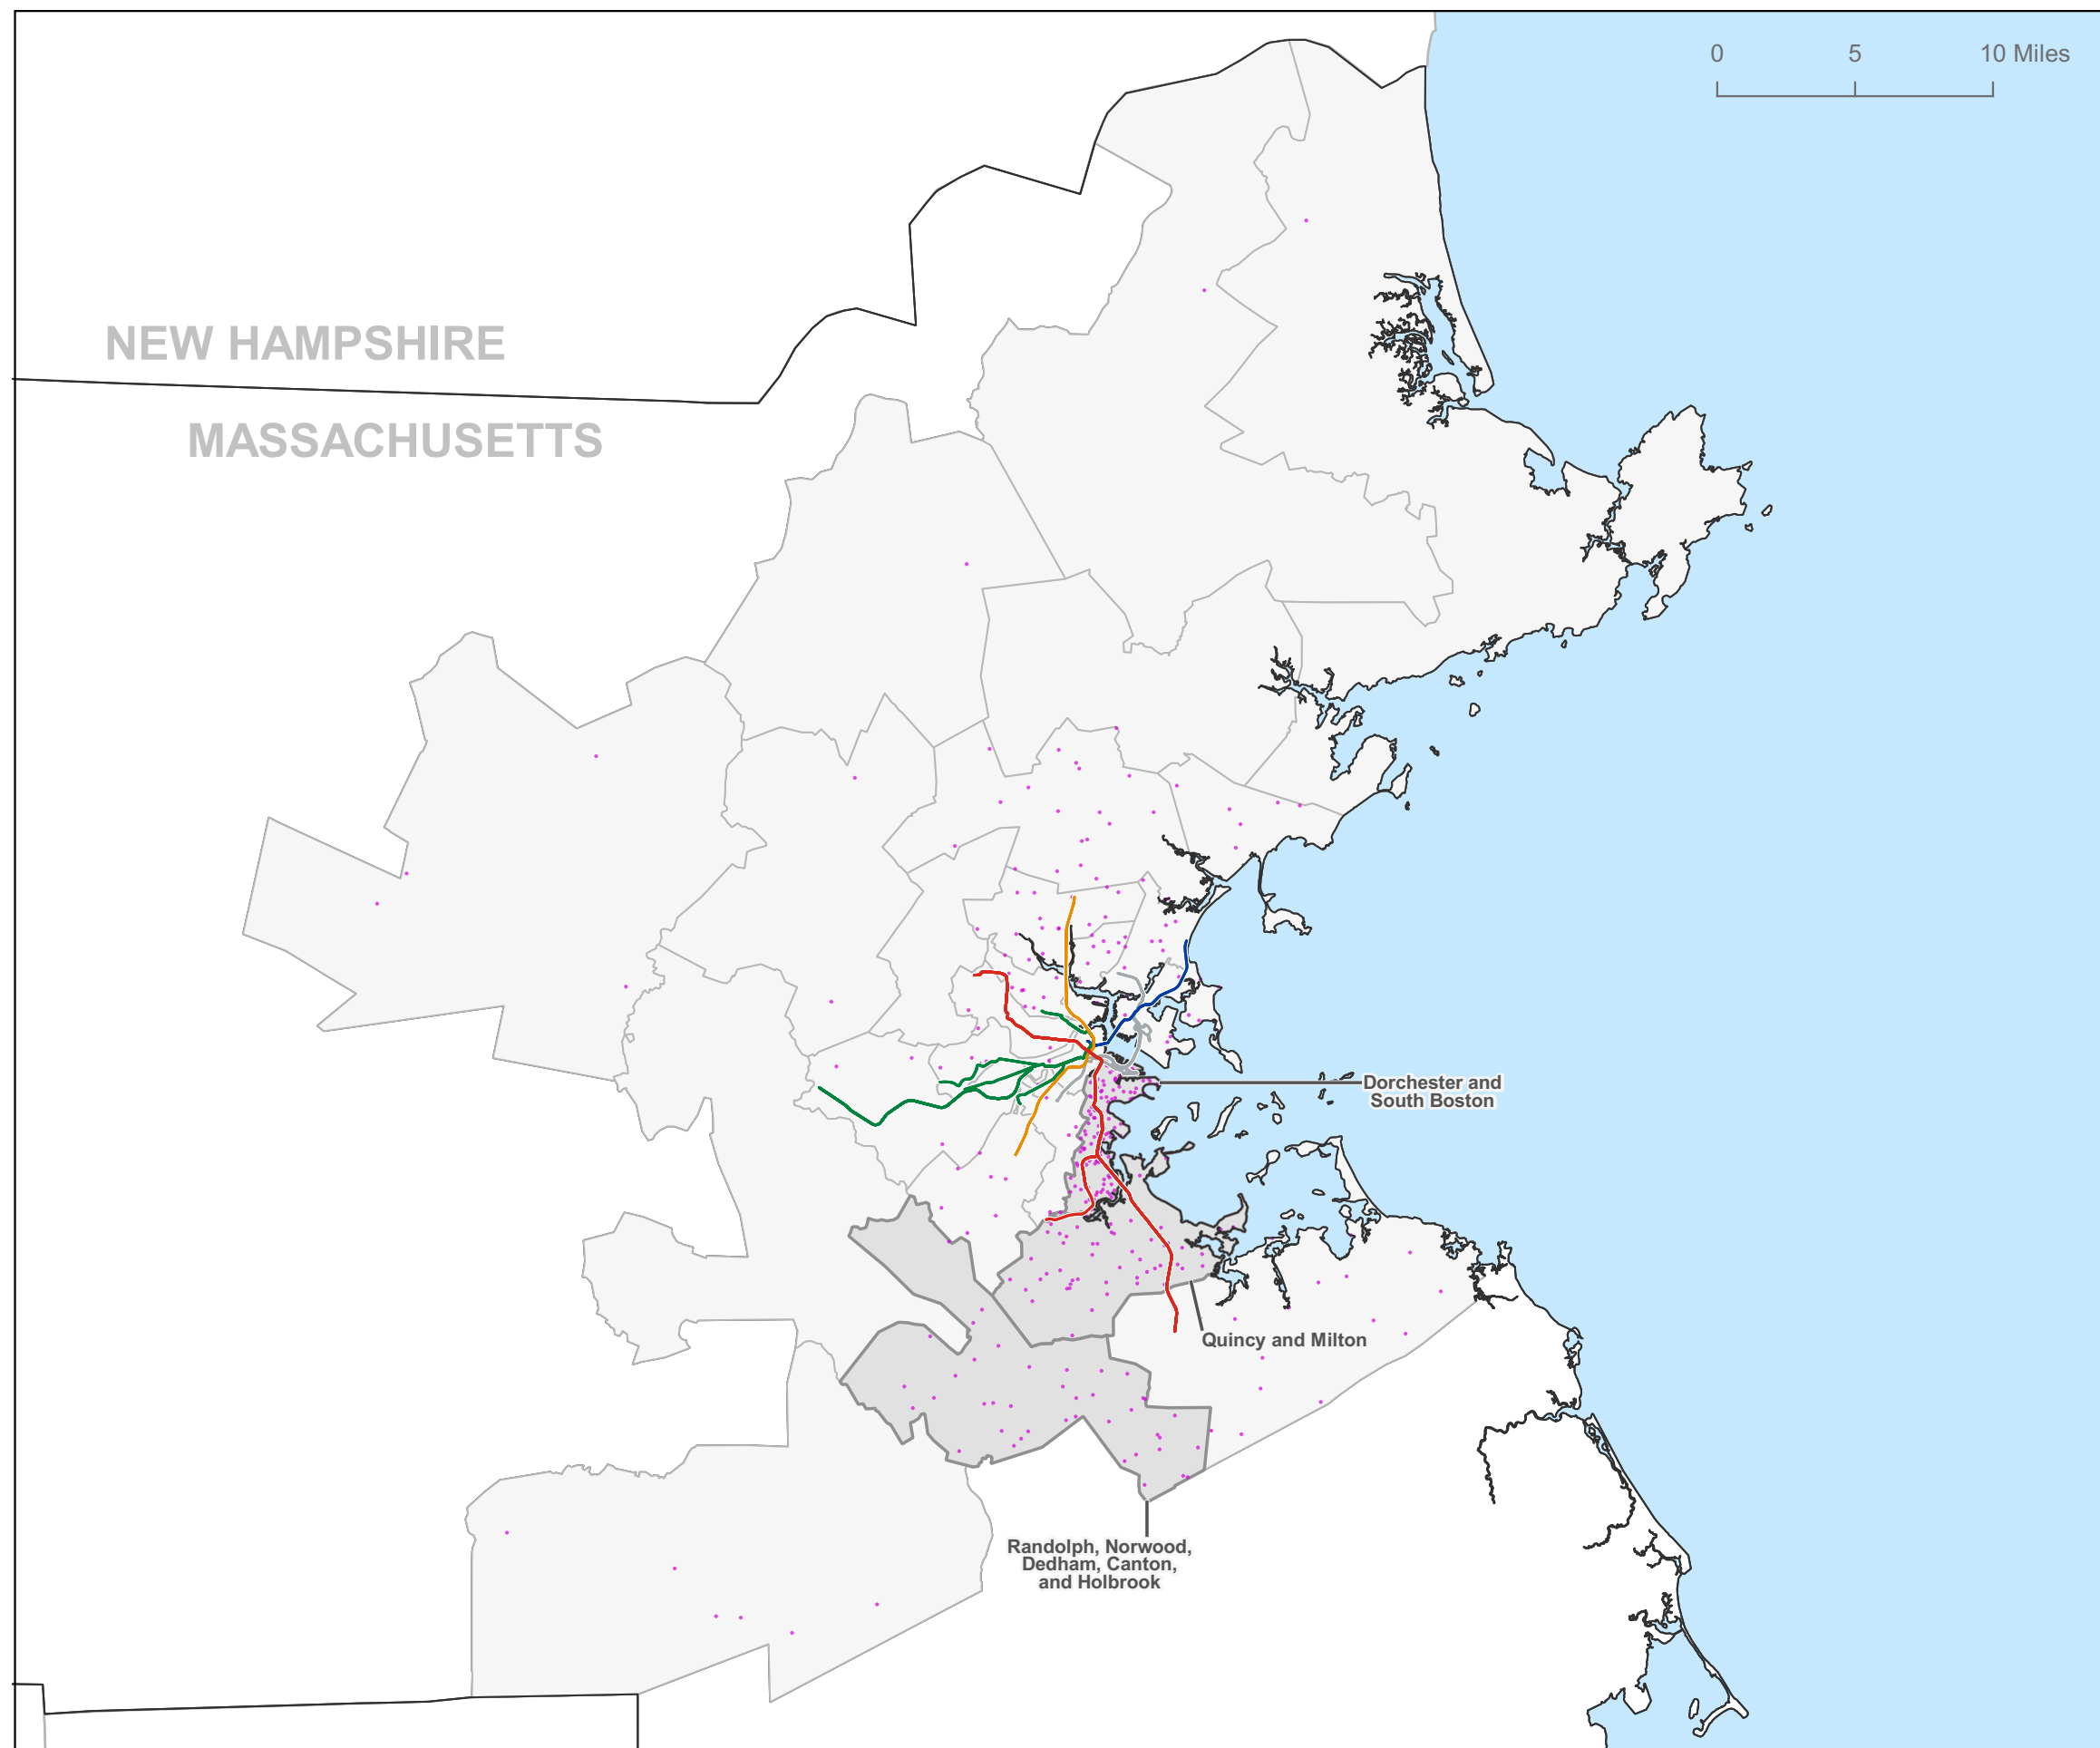 0 5 10 Miles
NEW HAMPSHIRE
MASSACHUSETTS
Dorchester and
South Boston
Quincy and Milton
Randolph, Norwood,
Dedham, Canton,
and Holbrook